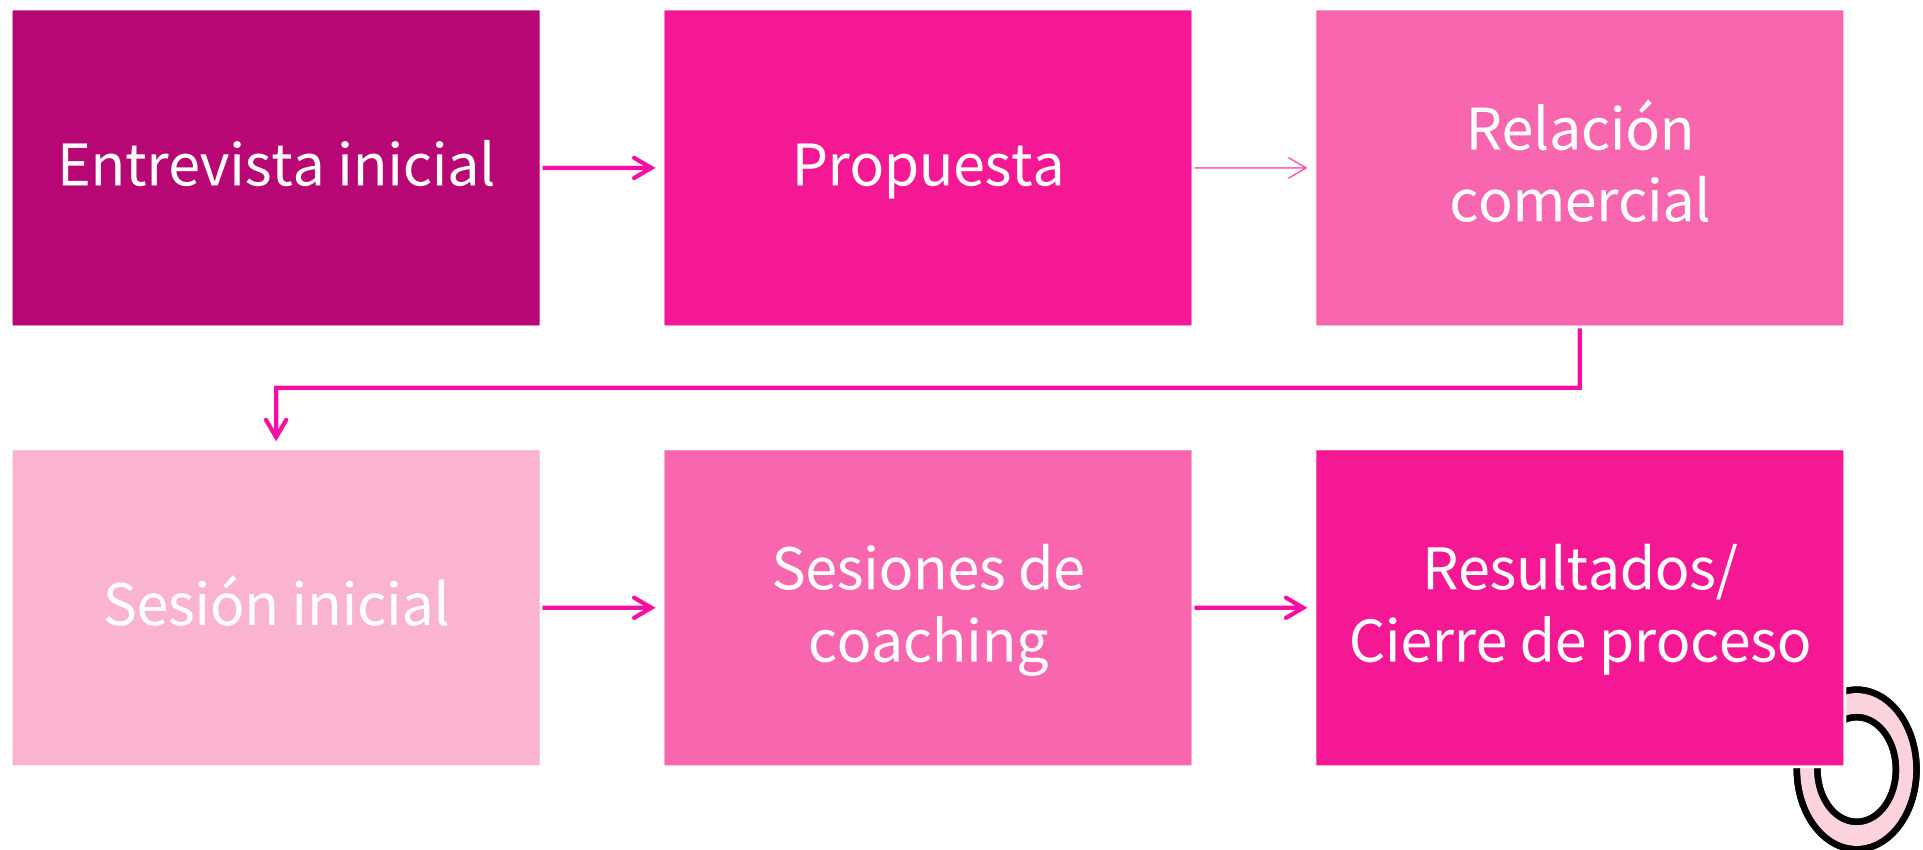 Entrevista inicial
Propuesta
Relación
comercial
Sesión inicial
Sesiones de
coaching
Resultados/
Cierre de proceso